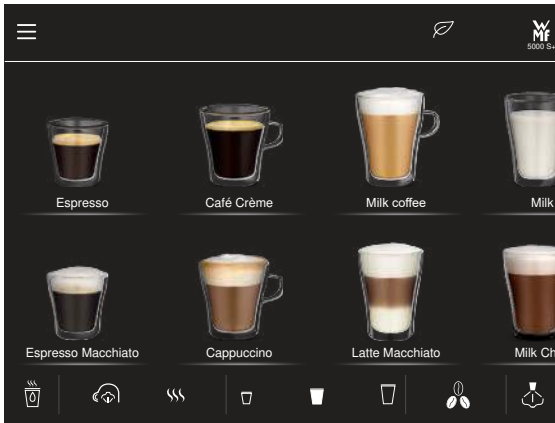 WMF
5000 S+
Espresso
Café Crème
Milk coffee
Milk
Espresso Macchiato
Cappuccino
Latte Macchiato
Milk Ch